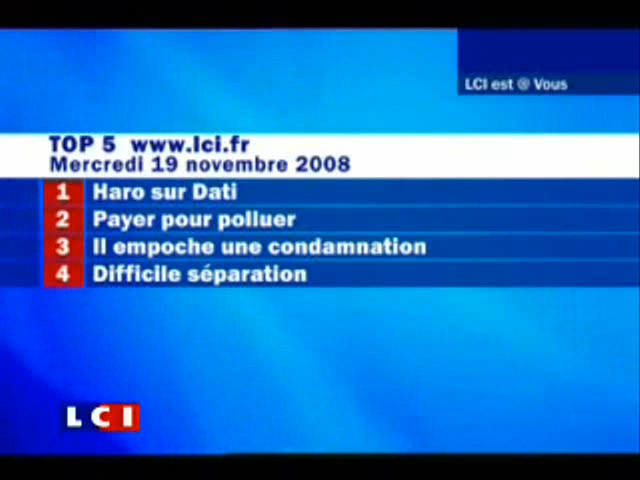 LCI est @ Vous
TOP 5 www.lci.fr
Mercredi 19 novembre 2008
1 Haro sur Dati
2 Payer pour polluer
3 Il empoche une condamnation
4 Difficile séparation
LCI